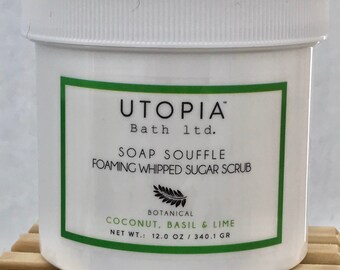 UTOPIA™
Bath ltd.
SOAP SOUFFLE
FOAMING WHIPPED SUGAR SCRUB
BOTANICAL
COCONUT, BASIL & LIME
NET WT.: 12.0 OZ / 340.1 GR